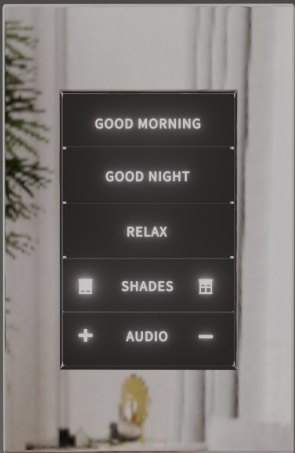 GOOD MORNING
GOOD NIGHT
RELAX
SHADES
+ AUDIO −